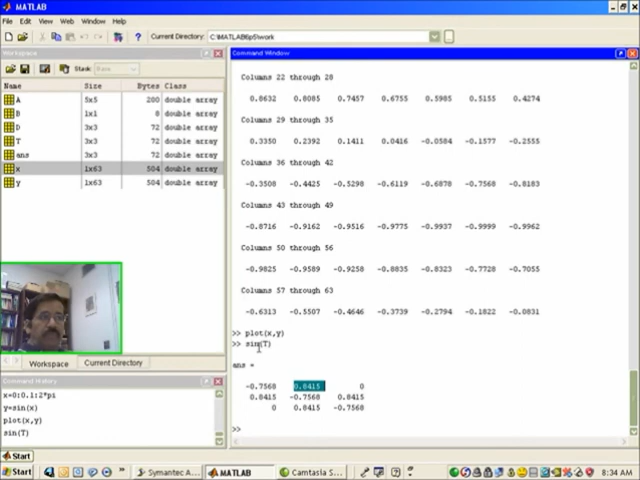 MATLAB
File Edit View Web Window Help
Current Directory: C:\MATLAB6p5\work
Workspace
Command Window
Stack: Base
Name Size Bytes Class
A 5x5 200 double array
B 1x1 8 double array
D 3x3 72 double array
T 3x3 72 double array
ans 3x3 72 double array
x 1x63 504 double array
y 1x63 504 double array
Workspace Current Directory
Command History
x=0:0.1:2*pi
y=sin(x)
plot(x,y)
sin(T)
Columns 22 through 28
0.8632 0.8085 0.7457 0.6755 0.5985 0.5155 0.4274
Columns 29 through 35
0.3350 0.2392 0.1411 0.0416 -0.0584 -0.1577 -0.2555
Columns 36 through 42
-0.3508 -0.4425 -0.5298 -0.6119 -0.6878 -0.7568 -0.8183
Columns 43 through 49
-0.8716 -0.9162 -0.9516 -0.9775 -0.9937 -0.9999 -0.9962
Columns 50 through 56
-0.9825 -0.9589 -0.9258 -0.8835 -0.8323 -0.7728 -0.7055
Columns 57 through 63
-0.6313 -0.5507 -0.4646 -0.3739 -0.2794 -0.1822 -0.0831
>> plot(x,y)
>> sin(T)
ans =
-0.7568 0.8415 0
0.8415 -0.7568 0.8415
0 0.8415 -0.7568
>>
Start
Start Symantec A... MATLAB Camtasia St... 8:34 AM